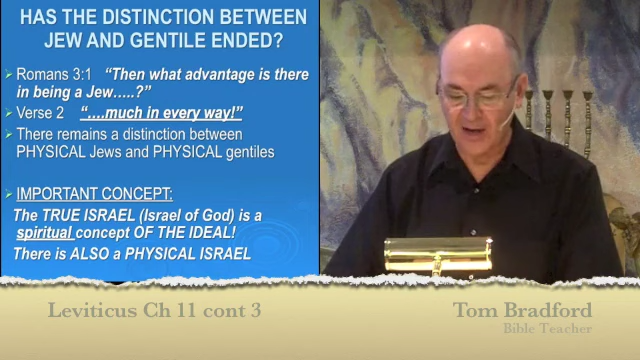 HAS THE DISTINCTION BETWEEN
JEW AND GENTILE ENDED?
Romans 3:1 "Then what advantage is there
in being a Jew.....?"
Verse 2 "....much in every way!"
There remains a distinction between
PHYSICAL Jews and PHYSICAL gentiles
IMPORTANT CONCEPT:
The TRUE ISRAEL (Israel of God) is a
spiritual concept OF THE IDEAL!
There is ALSO a PHYSICAL ISRAEL
Leviticus Ch 11 cont 3
Tom Bradford
Bible Teacher